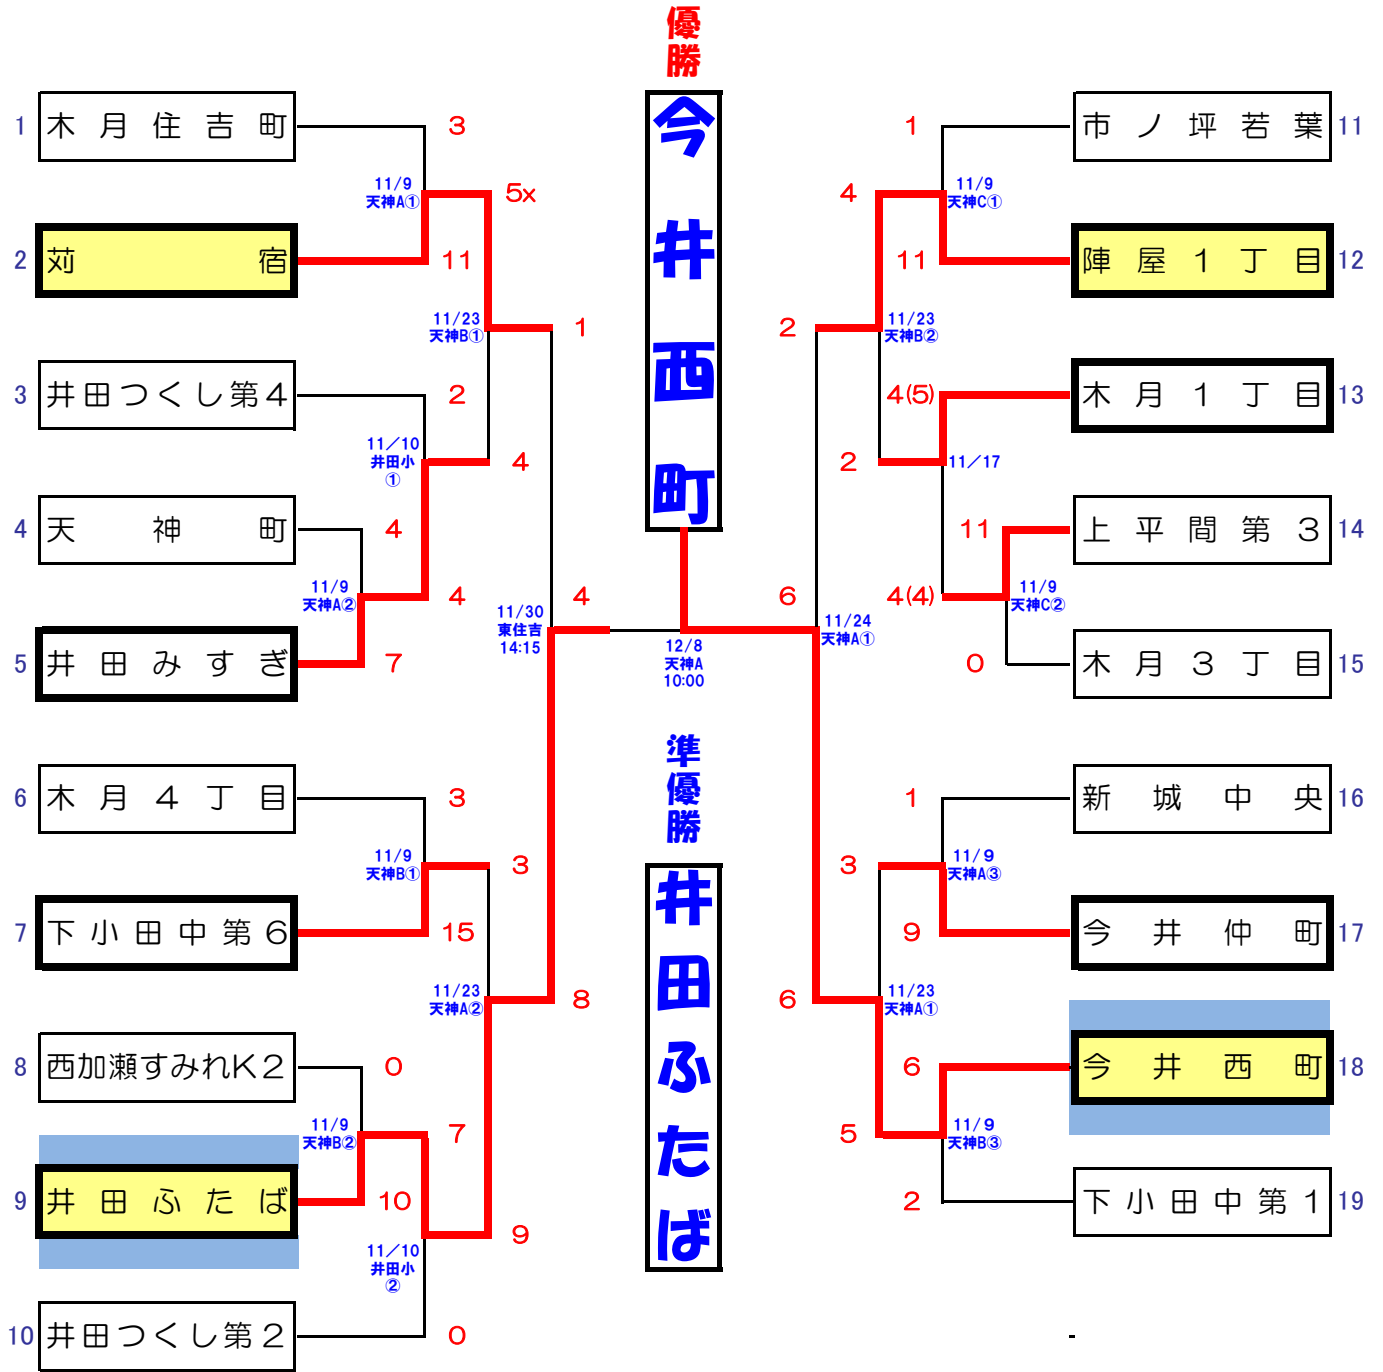 優勝
今井西町
1 木月住吉町 3
11/9
天神A①
5x
2 苅宿 11
11/23
天神B①
1
3 井田つくし第4 2
11/10
井田小
①
4
4 天神町 4
11/9
天神A②
4
5 井田みすぎ 7
11/30
東住吉
14:15
4
6 木月4丁目 3
11/9
天神B①
3
7 下小田中第6 15
11/23
天神A②
8
8 西加瀬すみれK2 0
11/9
天神B②
7
9 井田ふたば 10
11/10
井田小
②
9
10 井田つくし第2 0
12/8
天神A
10:00
準優勝
井田ふたば
1 市ノ坪若葉 11
4
11/9
天神C①
11 陣屋1丁目 12
2
11/23
天神B②
4(5) 木月1丁目 13
2
11/17
11 上平間第3 14
4(4)
11/9
天神C②
0 木月3丁目 15
6
11/24
天神A①
1 新城中央 16
3
11/9
天神A③
9 今井仲町 17
6
11/23
天神A①
6 今井西町 18
5
11/9
天神B③
2 下小田中第1 19